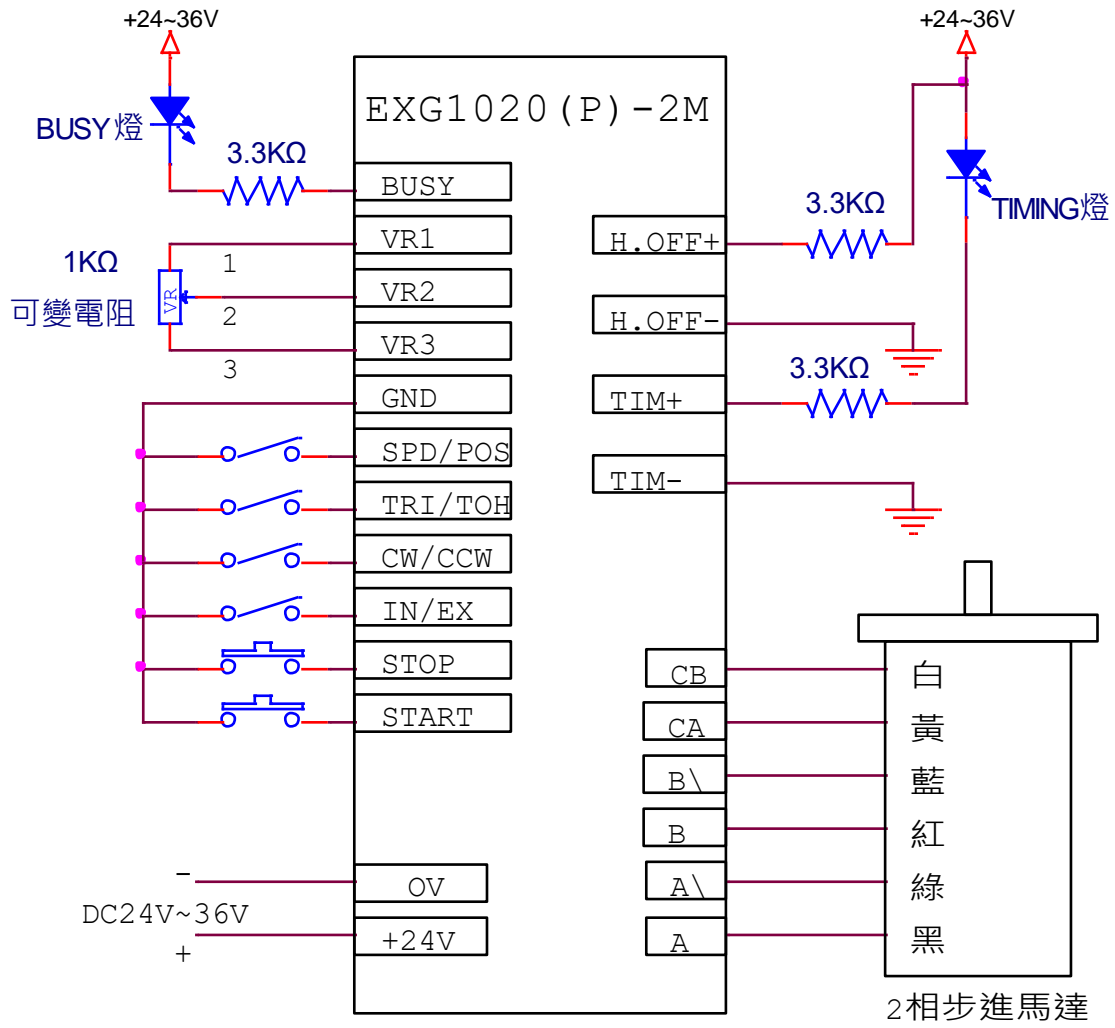 +24~36V
+24~36V
EXG1020(P)-2M
BUSY燈
3.3KΩ
BUSY
3.3KΩ
TIMING燈
VR1
H.OFF+
1KΩ
1
VR
VR2
可變電阻
2
H.OFF-
VR3
3
3.3KΩ
GND
TIM+
SPD/POS
TIM-
TRI/TOH
CW/CCW
IN/EX
STOP
CB
白
START
CA
黃
B\
藍
B
紅
-
OV
A\
綠
DC24V~36V
+24V
A
黑
+
2相步進馬達